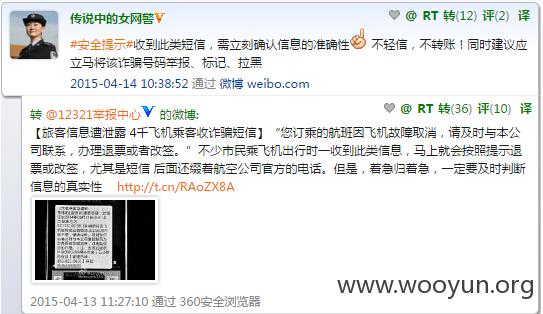 传说中的女网警 @ RT 转(12) 评(2) 译
#安全提示#收到此类短信，需立刻确认信息的准确性 不轻信，不转账！同时建议应
立马将该诈骗号码举报、标记、拉黑
2015-04-14 10:38:52 通过 微博 weibo.com
转 @12321举报中心 的微博: @ RT 转(36) 评(10) 译
【旅客信息遭泄露 4千飞机乘客收诈骗短信】“您订乘的航班因飞机故障取消，请及时与本公
司联系，办理退票或者改签。”不少市民乘飞机出行时一收到此类信息，马上就会按照提示退
票或改签，尤其是短信 后面还缀着航空公司官方的电话。但是，着急归着急，一定要及时判断
信息的真实性 http://t.cn/RAoZX8A
2015-04-13 11:27:10 通过 360安全浏览器
www.wooyun.org